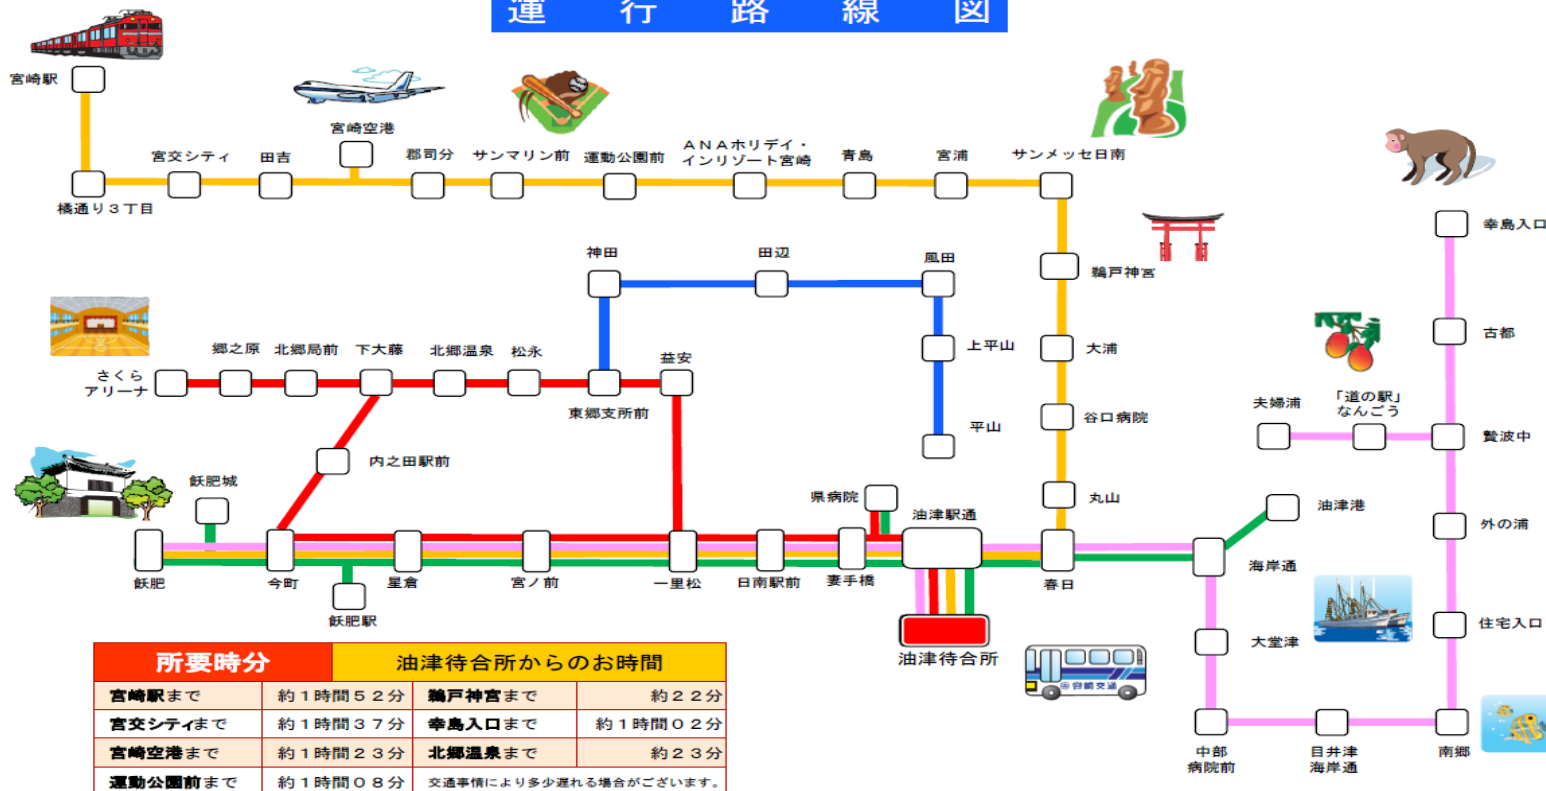 運行路線図
宮崎駅
宮崎空港
宮交シティ
田吉
郡司分
サンマリン前
運動公園前
ANAホリデイ・
インリゾート宮崎
青島
宮浦
サンメッセ日南
橘通り3丁目
幸島入口
神田
田辺
風田
鵜戸神宮
郷之原
北郷局前
下大藤
北郷温泉
松永
益安
上平山
大浦
古都
さくら
アリーナ
東郷支所前
「道の駅」
なんごう
夫婦浦
平山
谷口病院
贄波中
内之田駅前
飫肥城
県病院
油津駅通
丸山
油津港
外の浦
飫肥
今町
星倉
宮ノ前
一里松
日南駅前
妻手橋
春日
海岸通
飫肥駅
住宅入口
大堂津
油津待合所
宮崎交通
中部
病院前
目井津
海岸通
南郷
所要時分
油津待合所からのお時間
宮崎駅まで 約1時間52分 鵜戸神宮まで 約22分
宮交シティまで 約1時間37分 幸島入口まで 約1時間02分
宮崎空港まで 約1時間23分 北郷温泉まで 約23分
運動公園前まで 約1時間08分 交通事情により多少遅れる場合がございます。